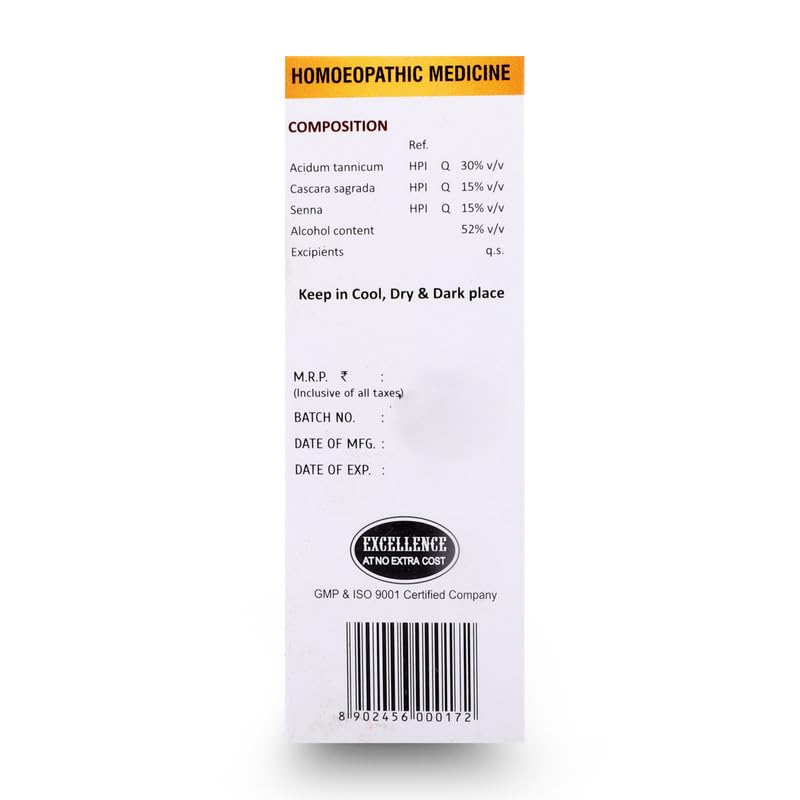 HOMOEOPATHIC MEDICINE
COMPOSITION
Ref.
Acidum tannicum HPI Q 30% v/v
Cascara sagrada HPI Q 15% v/v
Senna HPI Q 15% v/v
Alcohol content 52% v/v
Excipients q.s.
Keep in Cool, Dry & Dark place
M.R.P. ₹ :
(Inclusive of all taxes)
BATCH NO. :
DATE OF MFG. :
DATE OF EXP. :
EXCELLENCE
AT NO EXTRA COST
GMP & ISO 9001 Certified Company
8 902456 000172